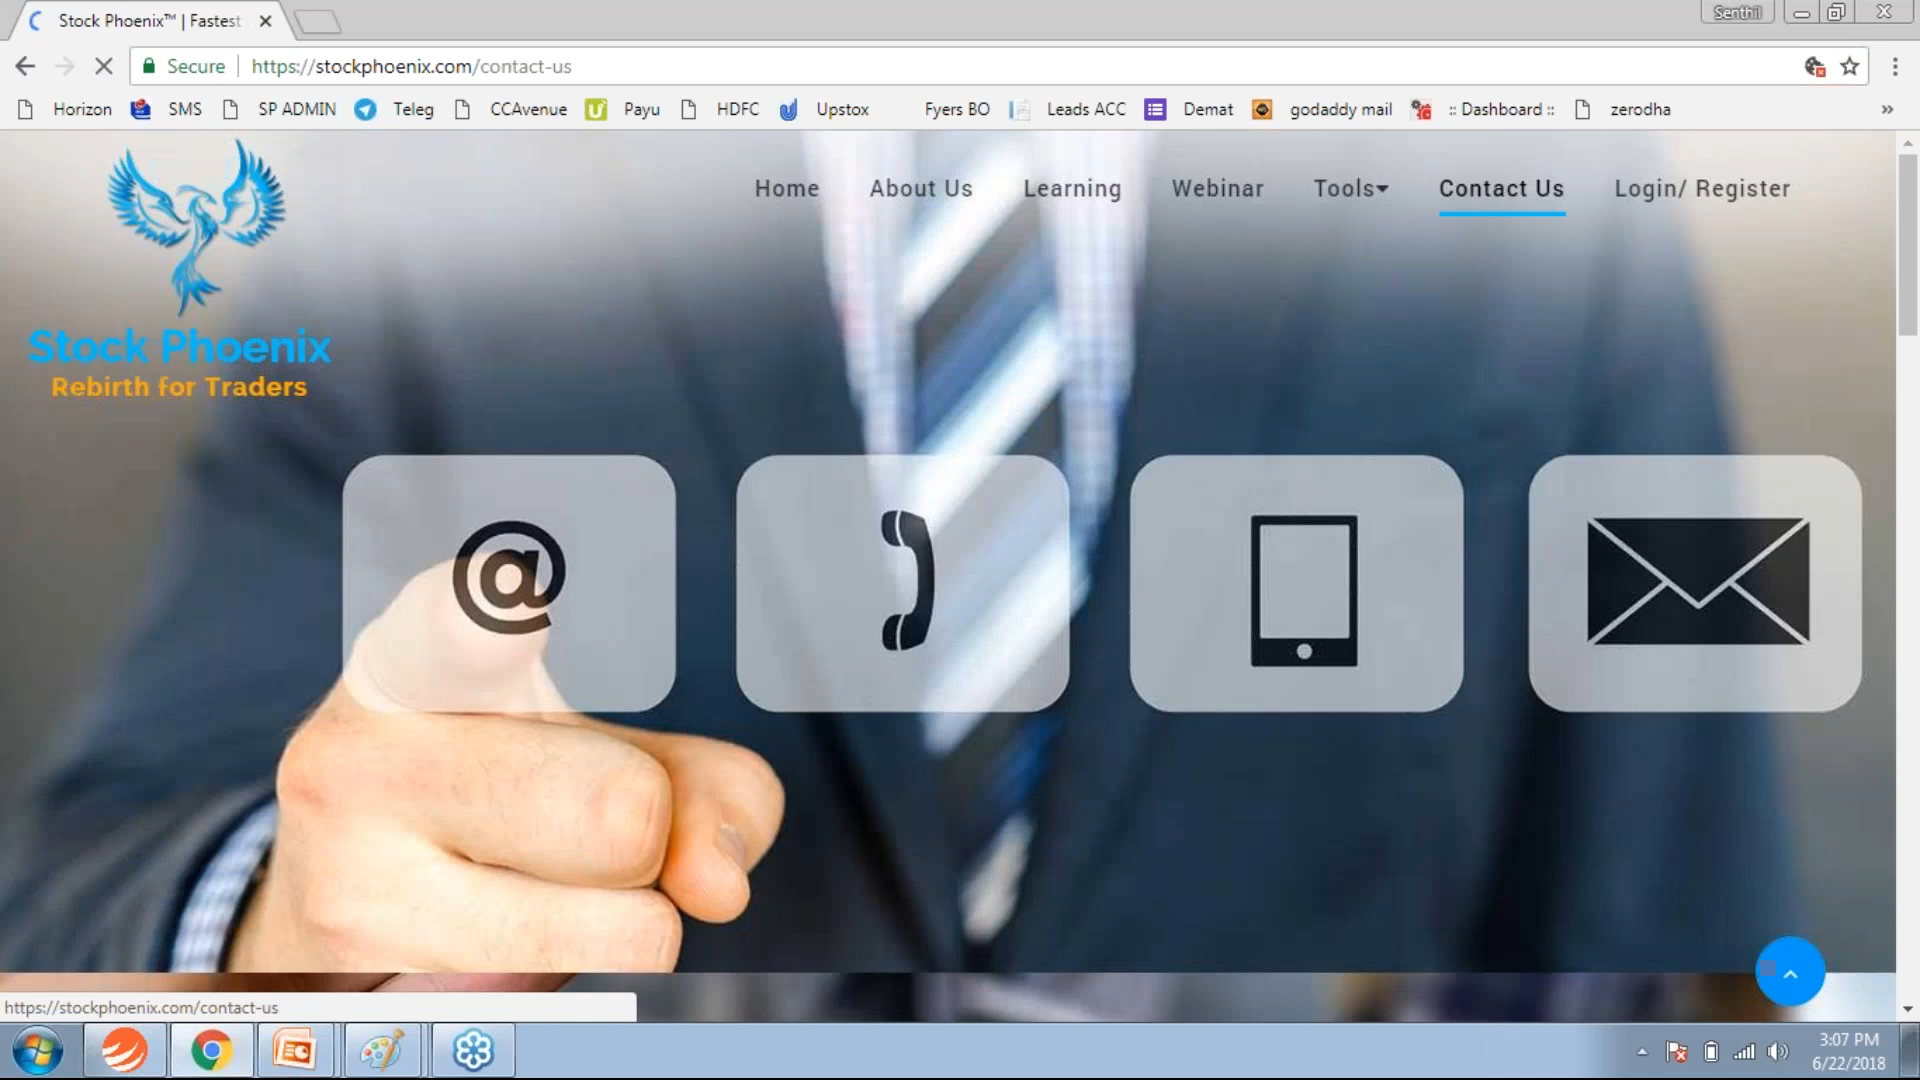 Stock Phoenix™ | Fastest
Senthil
Secure
https://stockphoenix.com/contact-us
Horizon SMS SP ADMIN Teleg CCAvenue Payu HDFC Upstox Fyers BO Leads ACC Demat godaddy mail :: Dashboard :: zerodha »
Home About Us Learning Webinar Tools Contact Us Login/ Register
Stock Phoenix
Rebirth for Traders
@
https://stockphoenix.com/contact-us
3:07 PM
6/22/2018